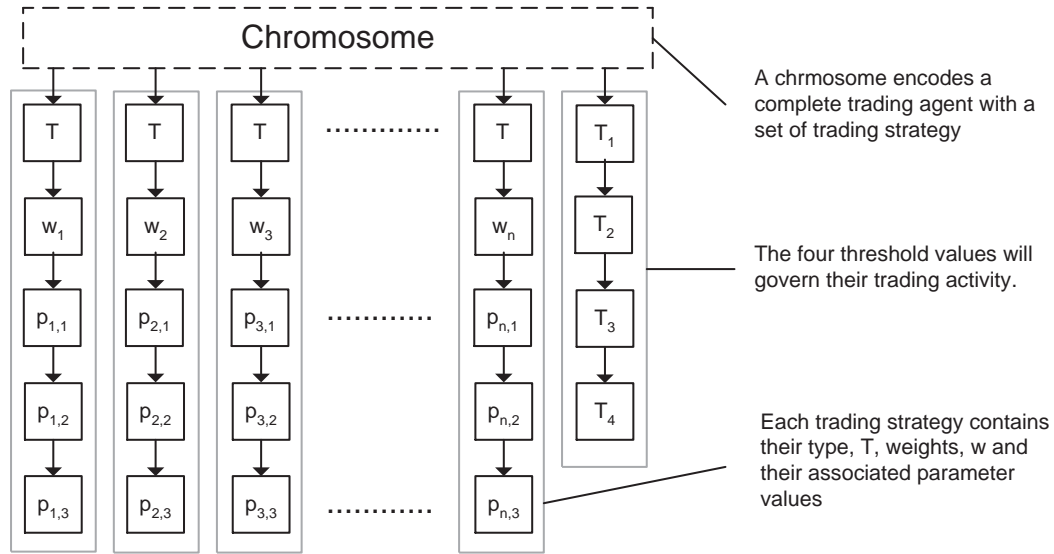 Chromosome
A chrmosome encodes a
complete trading agent with a
set of trading strategy
T T T ............. T T1
w1 w2 w3 wn T2
The four threshold values will
govern their trading activity.
p1,1 p2,1 p3,1 ............ pn,1 T3
p1,2 p2,2 p3,2 pn,2 T4
Each trading strategy contains
their type, T, weights, w and
their associated parameter
values
p1,3 p2,3 p3,3 ............ pn,3